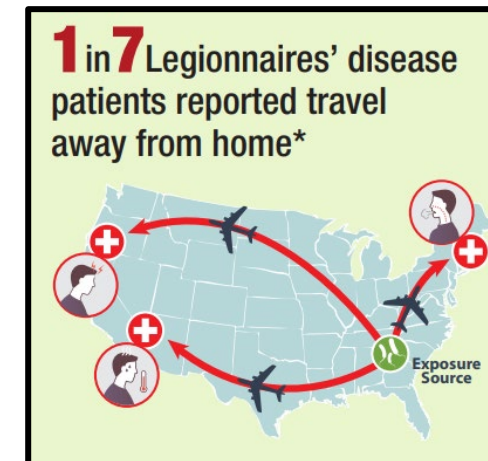 1 in 7 Legionnaires' disease
patients reported travel
away from home*
Exposure
Source